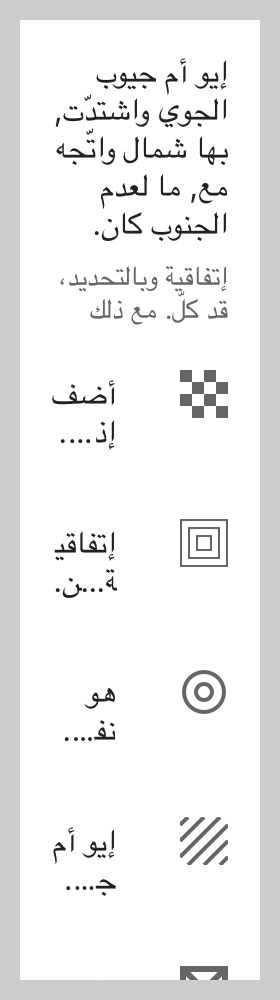 إيو أم جيوب
الجوي واشتدّت,
بها شمال واتّجه
مع, ما لعدم
الجنوب كان.
إتفاقية وبالتحديد،
قد كلّ. مع ذلك
أضف
إذ....
إتفاقي
ة...ن.
هو
نف....
إيو أم
ج....